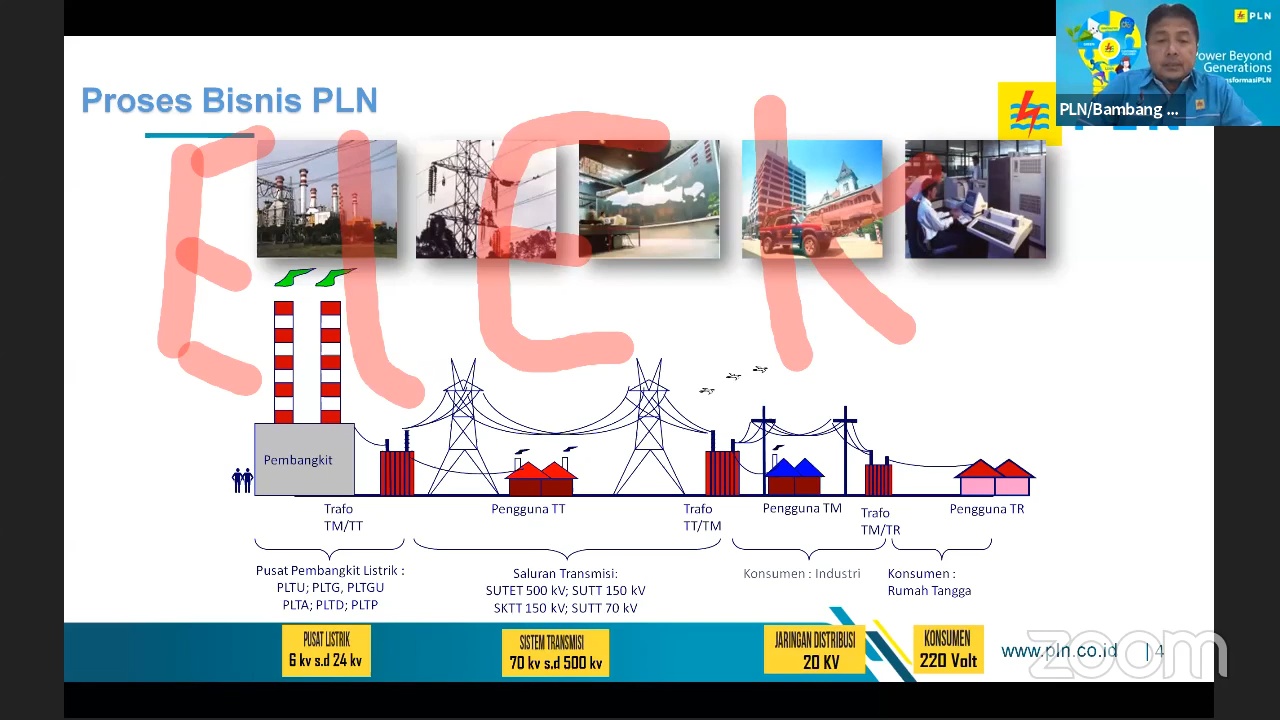 Proses Bisnis PLN
PLN
Power Beyond
Generations
PLN/Bambang ...
PLN
ELEK
Pembangkit
Trafo
TM/TT
Pengguna TT
Trafo
TT/TM
Pengguna TM
Trafo
TM/TR
Pengguna TR
Pusat Pembangkit Listrik :
PLTU; PLTG, PLTGU
PLTA; PLTD; PLTP
Saluran Transmisi:
SUTET 500 kV; SUTT 150 kV
SKTT 150 kV; SUTT 70 kV
Konsumen : Industri
Konsumen :
Rumah Tangga
PUSAT LISTRIK
6 kv s.d 24 kv
SISTEM TRANSMISI
70 kv s.d 500 kv
JARINGAN DISTRIBUSI
20 KV
KONSUMEN
220 Volt
www.pln.co.id |4
zoom